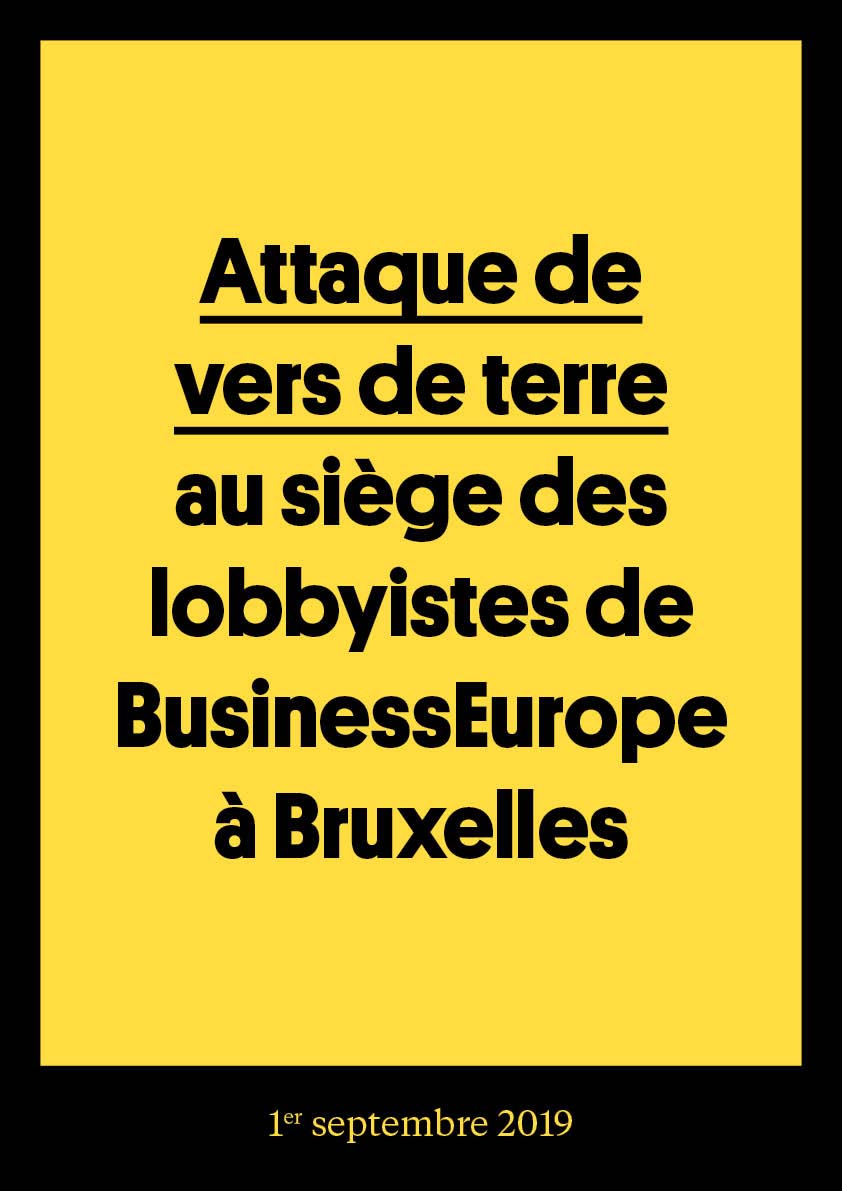 Attaque de
vers de terre
au siège des
lobbyistes de
BusinessEurope
à Bruxelles
1er septembre 2019